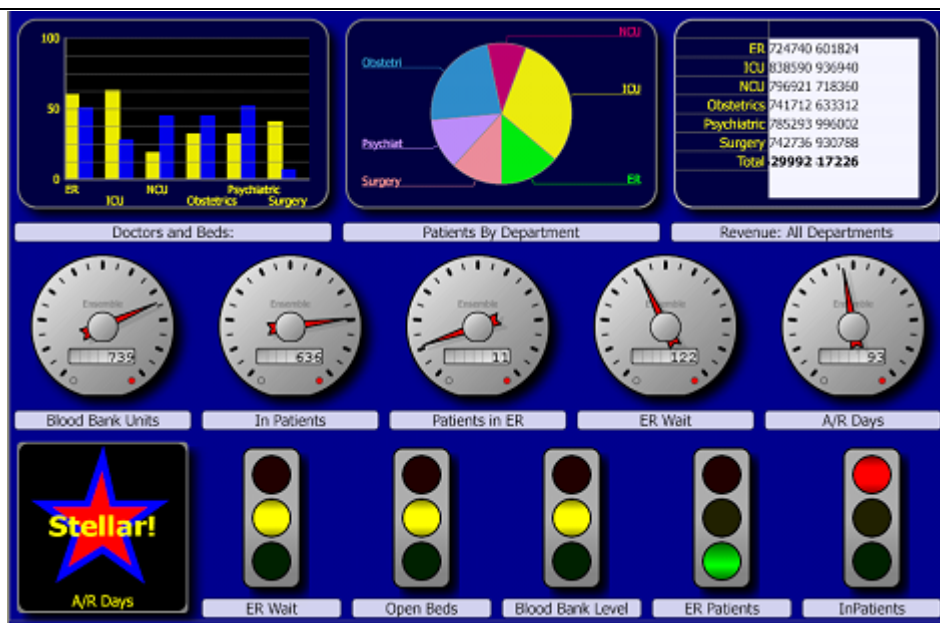 100
50
0
ER
ICU
NCU
Obstetrics
Psychiatric
Surgery
Doctors and Beds:
NCU
Obstetri
ICU
Psychiat
Surgery
ER
Patients By Department
ER 724740 601824
ICU 838590 936940
NCU 796921 718360
Obstetrics 741712 633312
Psychiatric 785293 996002
Surgery 742736 930788
Total 29992 17226
Revenue: All Departments
Ensemble
739
Blood Bank Units
Ensemble
636
In Patients
Ensemble
11
Patients in ER
Ensemble
122
ER Wait
Ensemble
93
A/R Days
Stellar!
A/R Days
ER Wait
Open Beds
Blood Bank Level
ER Patients
InPatients